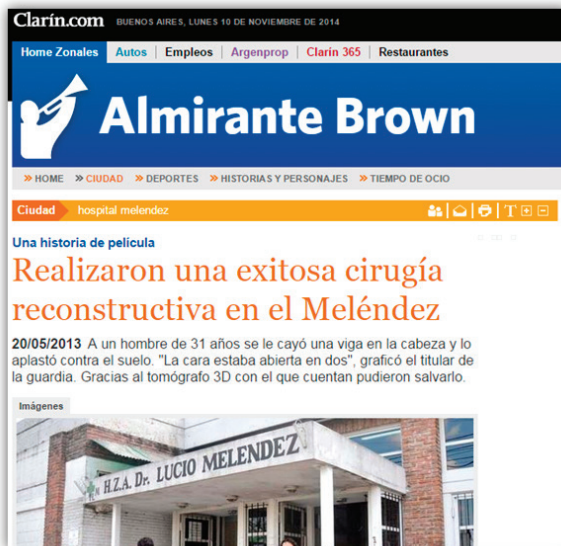 Clarín.com BUENOS AIRES, LUNES 10 DE NOVIEMBRE DE 2014
Home Zonales Autos | Empleos | Argenprop | Clarín 365 | Restaurantes
Almirante Brown
» HOME » CIUDAD » DEPORTES » HISTORIAS Y PERSONAJES » TIEMPO DE OCIO
Ciudad hospital melendez T
Una historia de película
Realizaron una exitosa cirugía
reconstructiva en el Meléndez
20/05/2013 A un hombre de 31 años se le cayó una viga en la cabeza y lo
aplastó contra el suelo. "La cara estaba abierta en dos", graficó el titular de
la guardia. Gracias al tomógrafo 3D con el que cuentan pudieron salvarlo.
Imágenes
H.Z.A. Dr. LUCIO MELENDEZ